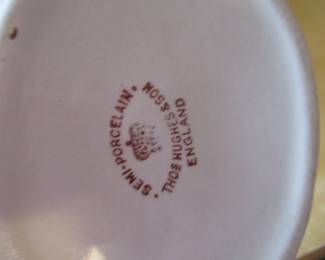 SEMI-PORCELAIN.
THOS HUGHES & SON
ENGLAND